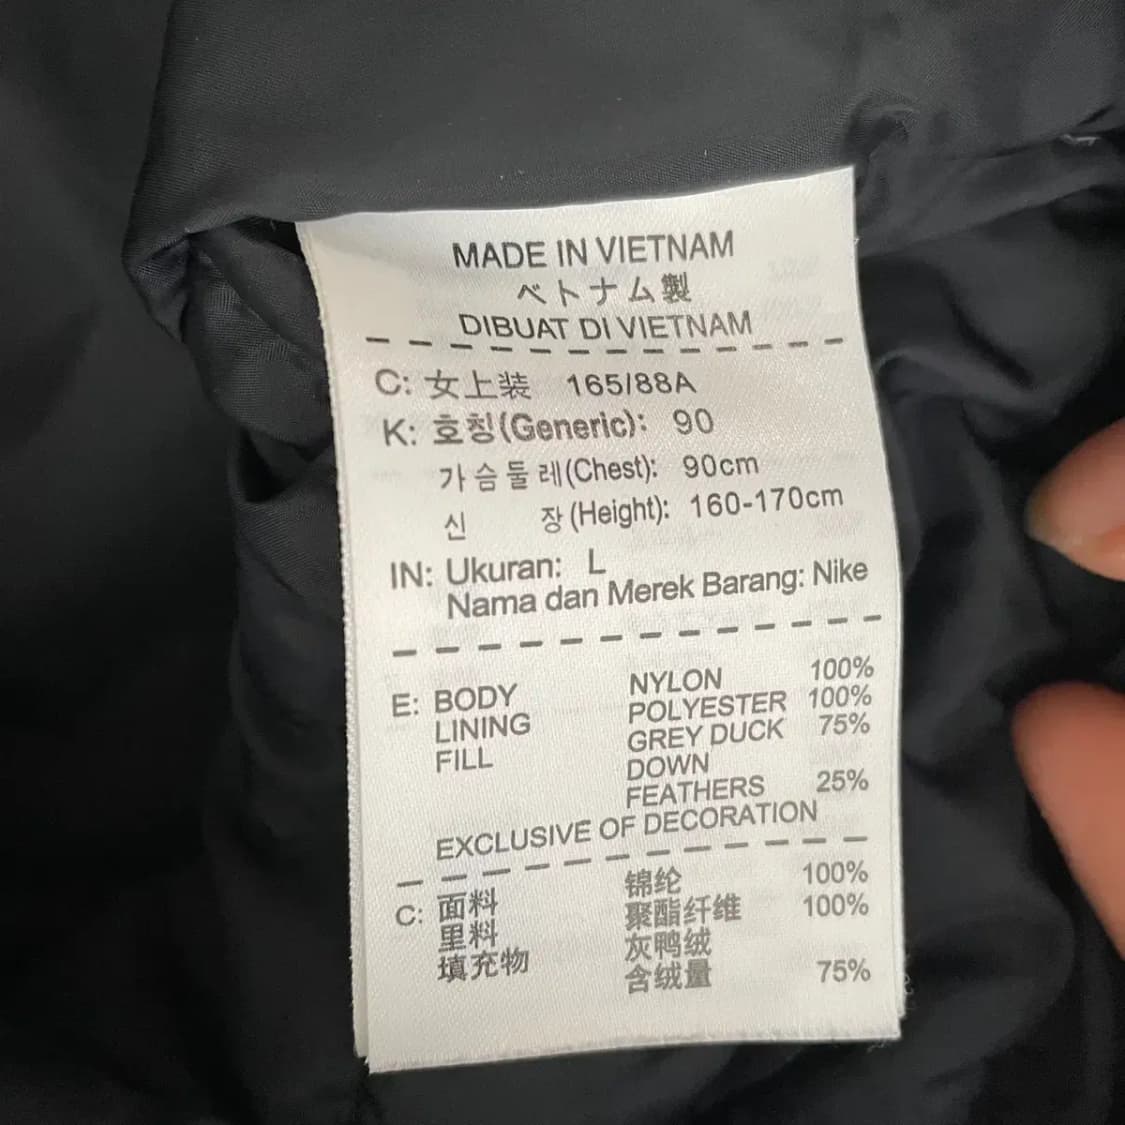 MADE IN VIETNAM
ベトナム製
DIBUAT DI VIETNAM
C: 女上装 165/88A
K: 호칭(Generic): 90
가슴둘레(Chest): 90cm
신 장(Height): 160-170cm
IN: Ukuran: L
Nama dan Merek Barang: Nike
E: BODY NYLON 100%
LINING POLYESTER 100%
FILL GREY DUCK 75%
DOWN
FEATHERS 25%
EXCLUSIVE OF DECORATION
C: 面料 锦纶 100%
里料 聚酯纤维 100%
填充物 灰鸭绒
含绒量 75%